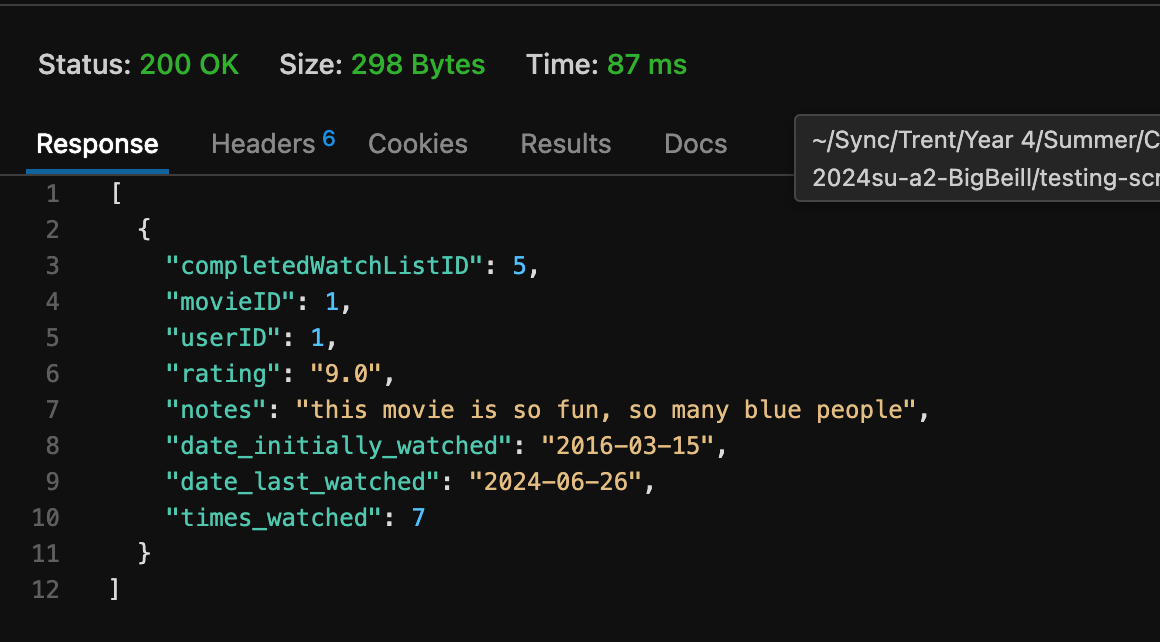 Status: 200 OK Size: 298 Bytes Time: 87 ms
Response Headers 6 Cookies Results Docs
~/Sync/Trent/Year 4/Summer/C
2024su-a2-BigBeill/testing-scr
1 [
2 {
3 "completedWatchListID": 5,
4 "movieID": 1,
5 "userID": 1,
6 "rating": "9.0",
7 "notes": "this movie is so fun, so many blue people",
8 "date_initially_watched": "2016-03-15",
9 "date_last_watched": "2024-06-26",
10 "times_watched": 7
11 }
12 ]